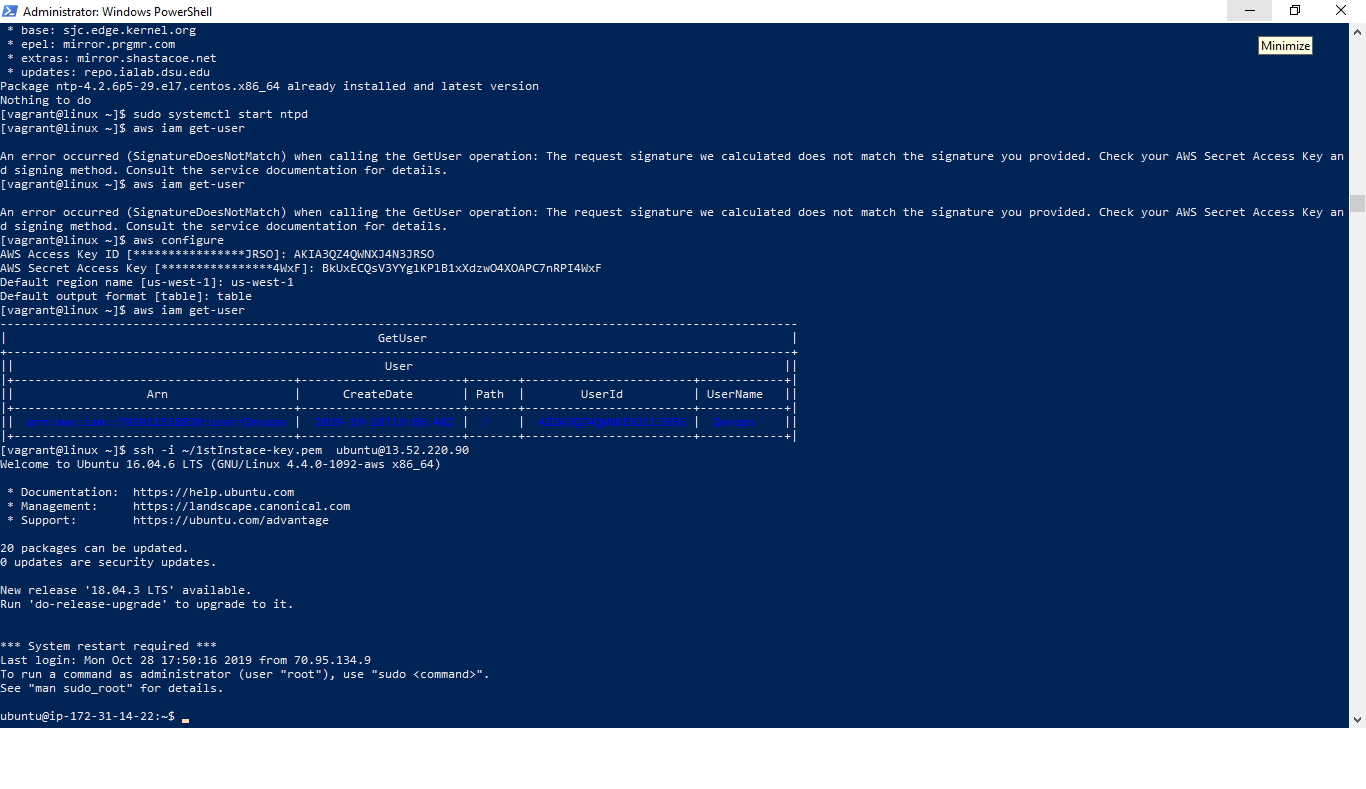 Administrator: Windows PowerShell
Minimize
* base: sjc.edge.kernel.org
* epel: mirror.prgmr.com
* extras: mirror.shastacoe.net
* updates: repo.ialab.dsu.edu
Package ntp-4.2.6p5-29.el7.centos.x86_64 already installed and latest version
Nothing to do
[vagrant@linux ~]$ sudo systemctl start ntpd
[vagrant@linux ~]$ aws iam get-user
An error occurred (SignatureDoesNotMatch) when calling the GetUser operation: The request signature we calculated does not match the signature you provided. Check your AWS Secret Access Key an
d signing method. Consult the service documentation for details.
[vagrant@linux ~]$ aws iam get-user
An error occurred (SignatureDoesNotMatch) when calling the GetUser operation: The request signature we calculated does not match the signature you provided. Check your AWS Secret Access Key an
d signing method. Consult the service documentation for details.
[vagrant@linux ~]$ aws configure
AWS Access Key ID [****************JRSO]: AKIA3QZ4QWNXJ4N3JRSO
AWS Secret Access Key [****************4WxF]: 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
Default region name [us-west-1]: us-west-1
Default output format [table]: table
[vagrant@linux ~]$ aws iam get-user
GetUser
User
Arn | CreateDate | Path | UserId | UserName
[vagrant@linux ~]$ ssh -i ~/1stInstace-key.pem  ubuntu@13.52.220.90
Welcome to Ubuntu 16.04.6 LTS (GNU/Linux 4.4.0-1092-aws x86_64)
* Documentation:  https://help.ubuntu.com
* Management:     https://landscape.canonical.com
* Support:        https://ubuntu.com/advantage
20 packages can be updated.
0 updates are security updates.
New release '18.04.3 LTS' available.
Run 'do-release-upgrade' to upgrade to it.
*** System restart required ***
Last login: Mon Oct 28 17:50:16 2019 from 70.95.134.9
To run a command as administrator (user "root"), use "sudo <command>".
See "man sudo_root" for details.
ubuntu@ip-172-31-14-22:~$